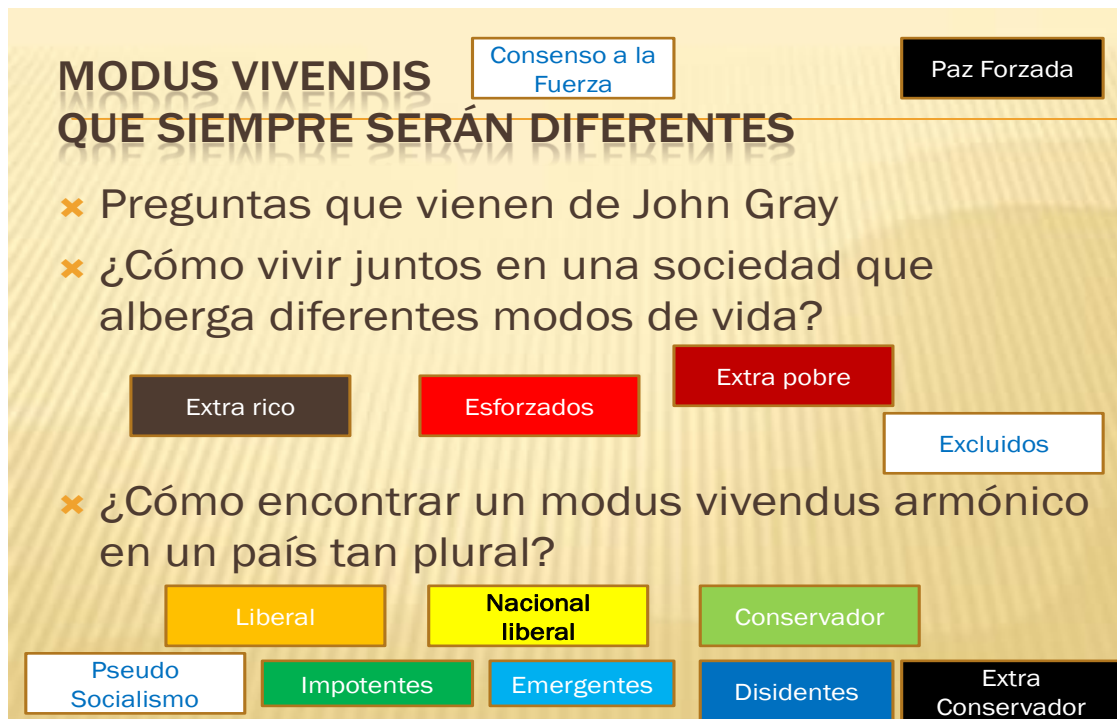 MODUS VIVENDIS
QUE SIEMPRE SERÁN DIFERENTES
Consenso a la
Fuerza
Paz Forzada
Preguntas que vienen de John Gray
¿Cómo vivir juntos en una sociedad que
alberga diferentes modos de vida?
Extra rico
Esforzados
Extra pobre
Excluidos
¿Cómo encontrar un modus vivendus armónico
en un país tan plural?
Liberal
Nacional
liberal
Conservador
Pseudo
Socialismo
Impotentes
Emergentes
Disidentes
Extra
Conservador